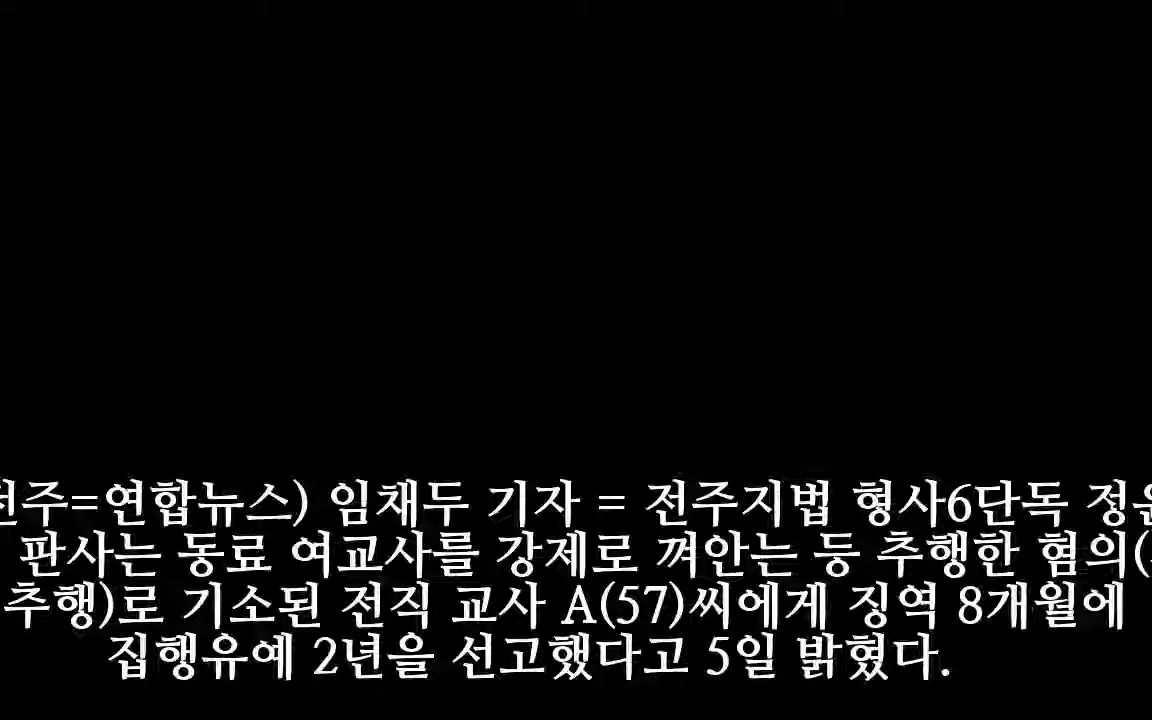 전주=연합뉴스) 임채두 기자 = 전주지법 형사6단독
판사는 동료 여교사를 강제로 껴안는 등 추행한 혐의(
추행)로 기소된 전직 교사 A(57)씨에게 징역 8개월에
집행유예 2년을 선고했다고 5일 밝혔다.